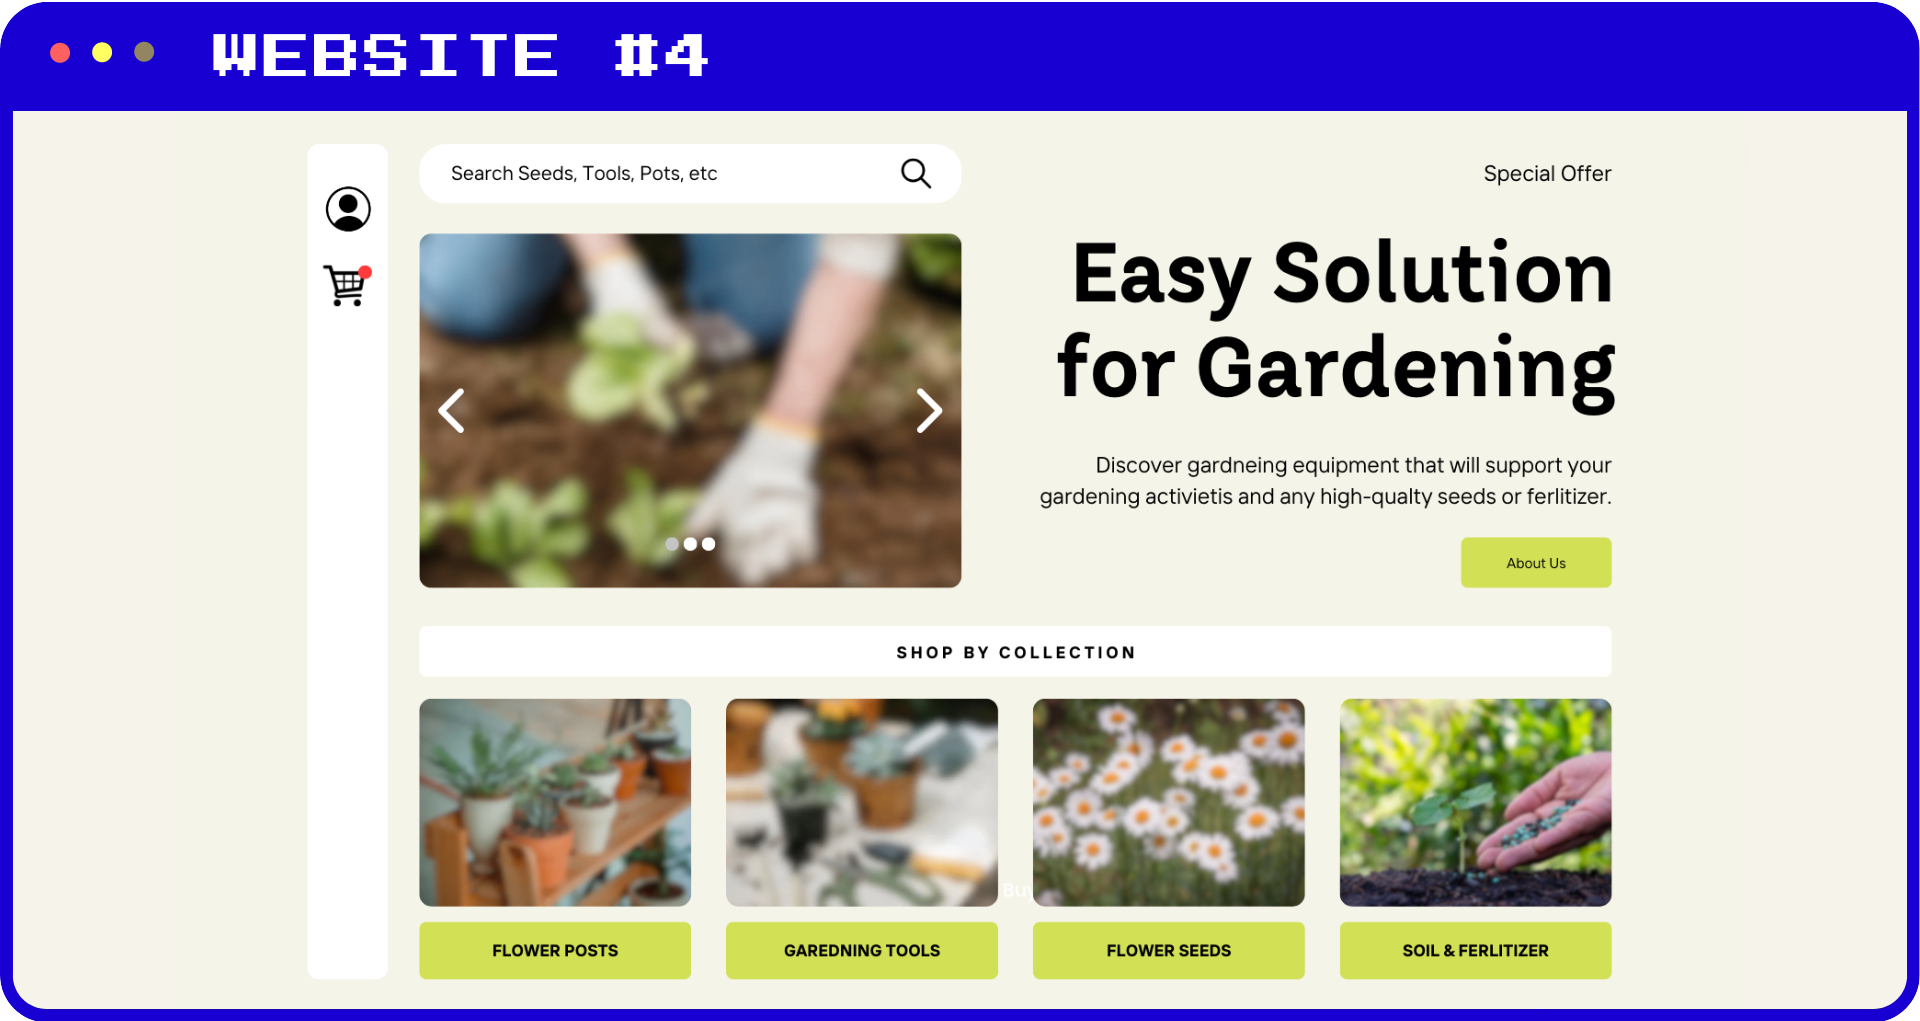 WEBSITE #4
Search Seeds, Tools, Pots, etc
Special Offer
Easy Solution
for Gardening
Discover gardneing equipment that will support your
gardening activietis and any high-qualty seeds or ferlitizer.
About Us
SHOP BY COLLECTION
Buy
FLOWER POSTS
GAREDNING TOOLS
FLOWER SEEDS
SOIL & FERLITIZER